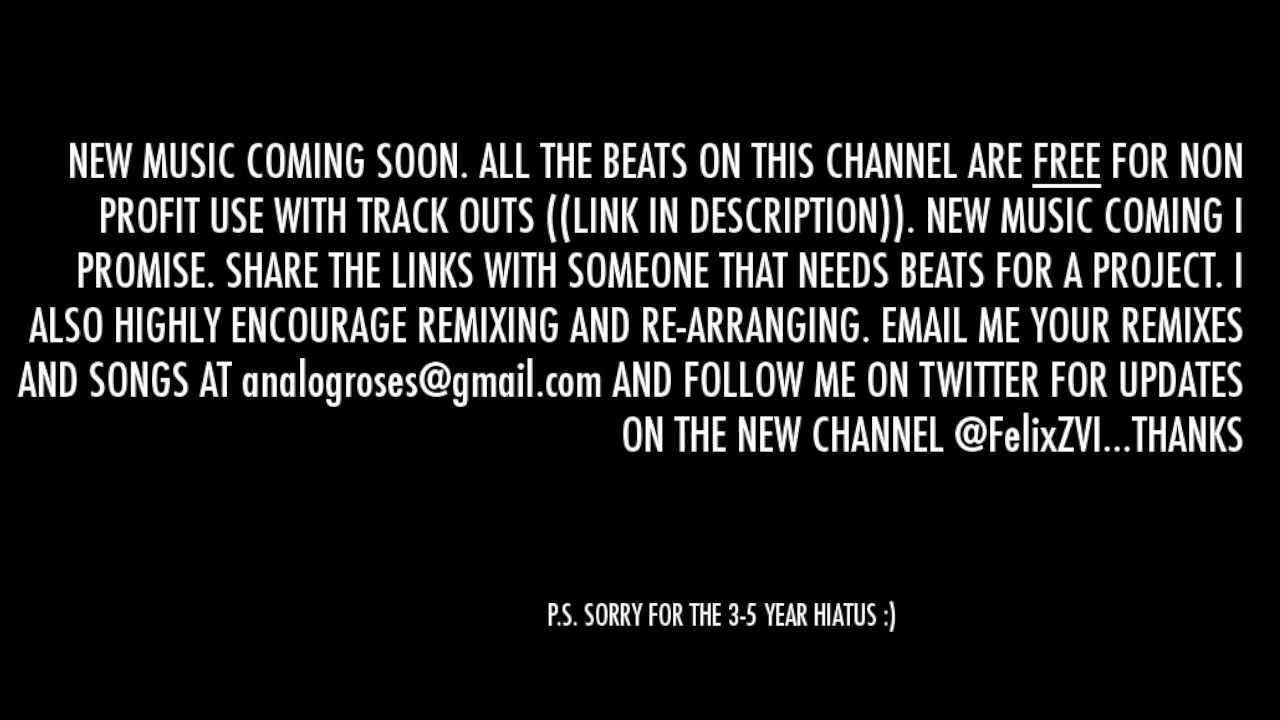 NEW MUSIC COMING SOON. ALL THE BEATS ON THIS CHANNEL ARE FREE FOR NON
PROFIT USE WITH TRACK OUTS ((LINK IN DESCRIPTION)). NEW MUSIC COMING I
PROMISE. SHARE THE LINKS WITH SOMEONE THAT NEEDS BEATS FOR A PROJECT. I
ALSO HIGHLY ENCOURAGE REMIXING AND RE-ARRANGING. EMAIL ME YOUR REMIXES
AND SONGS AT analogroses@gmail.com AND FOLLOW ME ON TWITTER FOR UPDATES
ON THE NEW CHANNEL @FelixZVI...THANKS
P.S. SORRY FOR THE 3-5 YEAR HIATUS :)